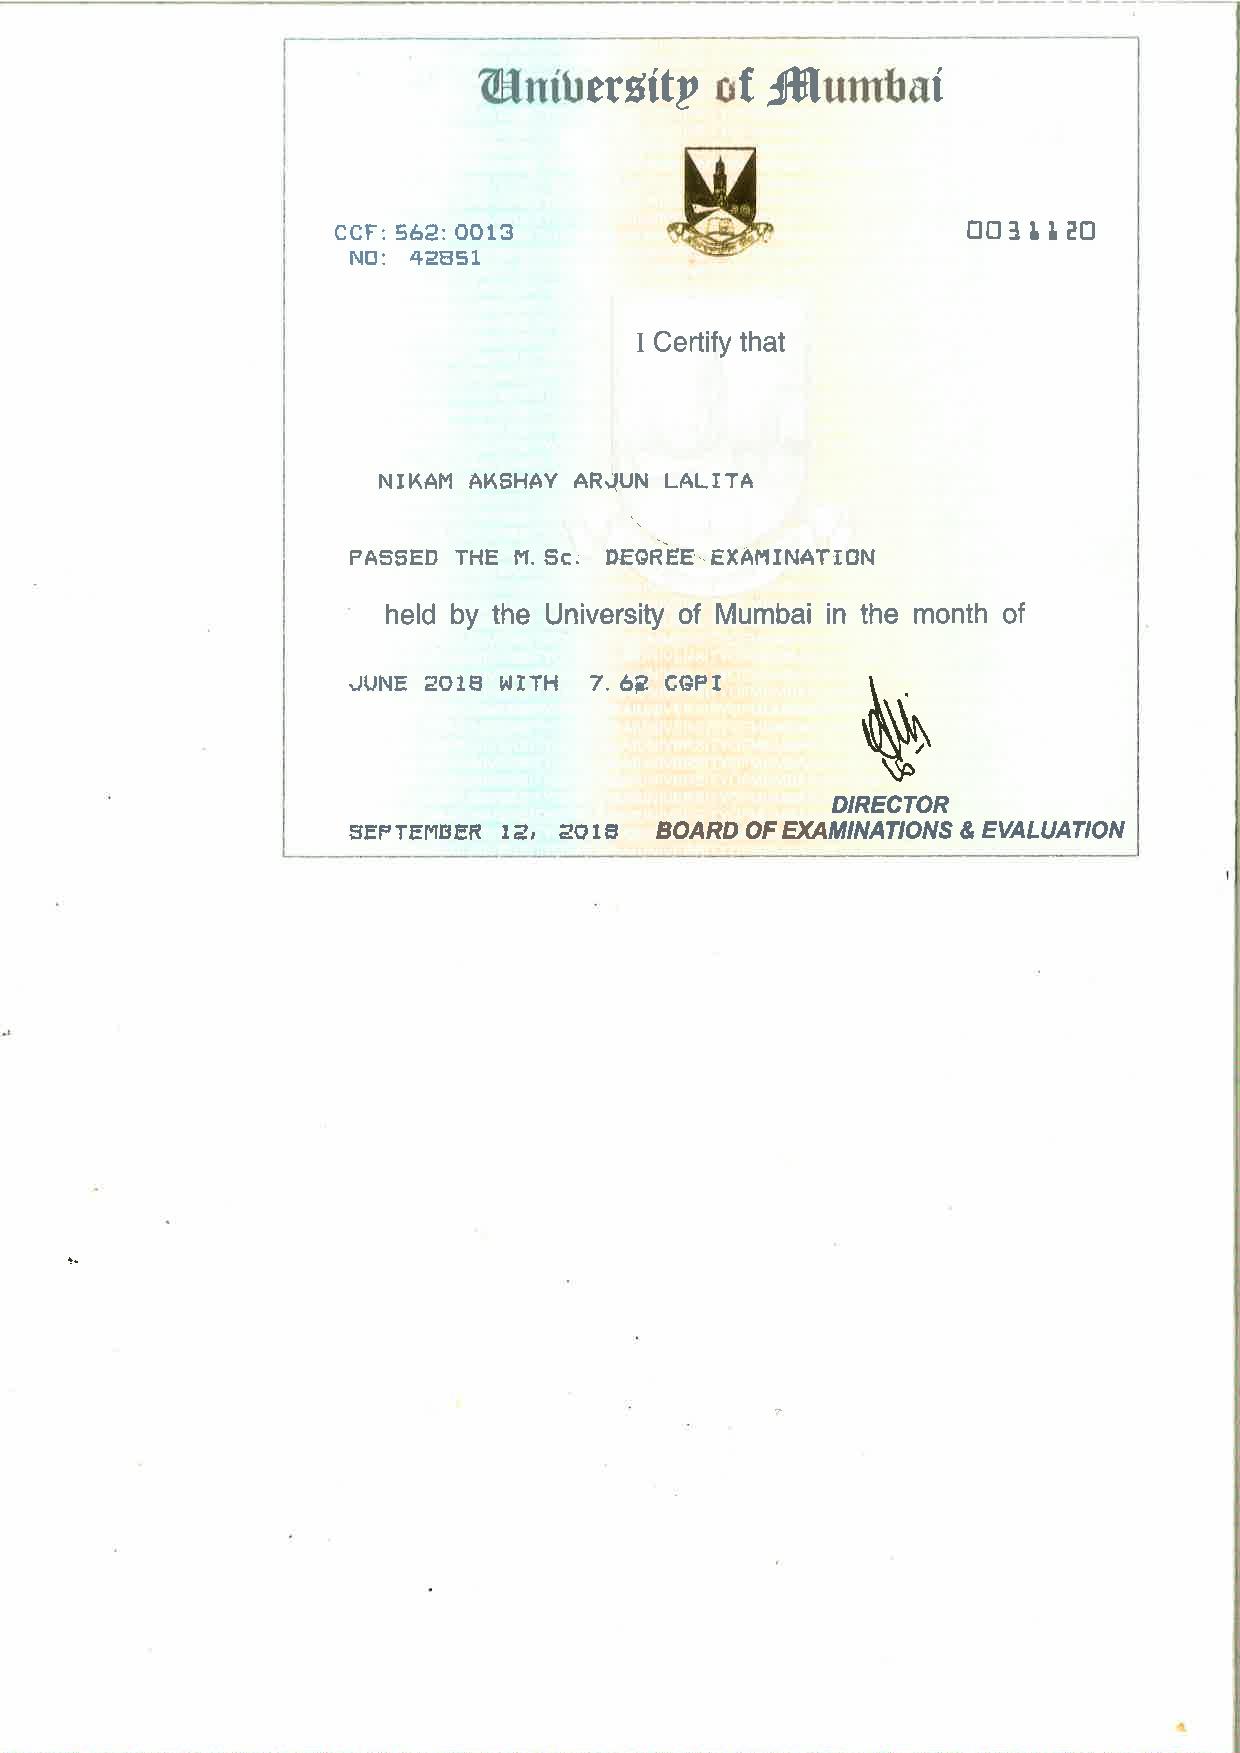 University of Mumbai
CCF: 562: 0013
0031120
NO: 42851
I Certify that
NIKAM AKSHAY ARJUN LALITA
PASSED THE M. Sc. DEGREE EXAMINATION
held by the University of Mumbai in the month of
JUNE 2018 WITH 7.62 CGPI
DIRECTOR
SEPTEMBER 12, 2018 BOARD OF EXAMINATIONS & EVALUATION